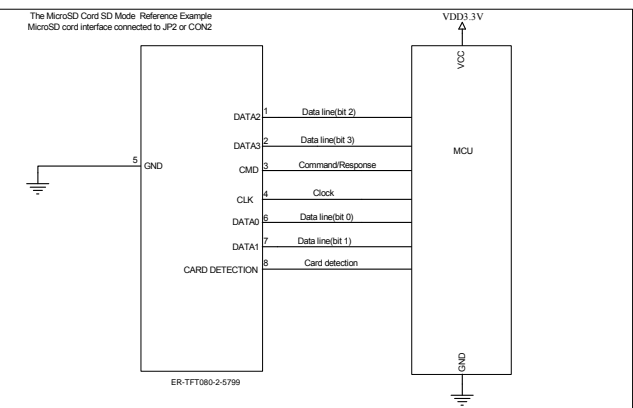 The MicroSD Cord SD Mode Reference Example
MicroSD cord interface connected to JP2 or CON2
VDD3.3V
VCC
DATA2 1 Data line(bit 2)
DATA3 2 Data line(bit 3)
MCU
5 GND
CMD 3 Command/Response
CLK 4 Clock
DATA0 6 Data line(bit 0)
DATA1 7 Data line(bit 1)
CARD DETECTION 8 Card detection
GND
ER-TFT080-2-5799